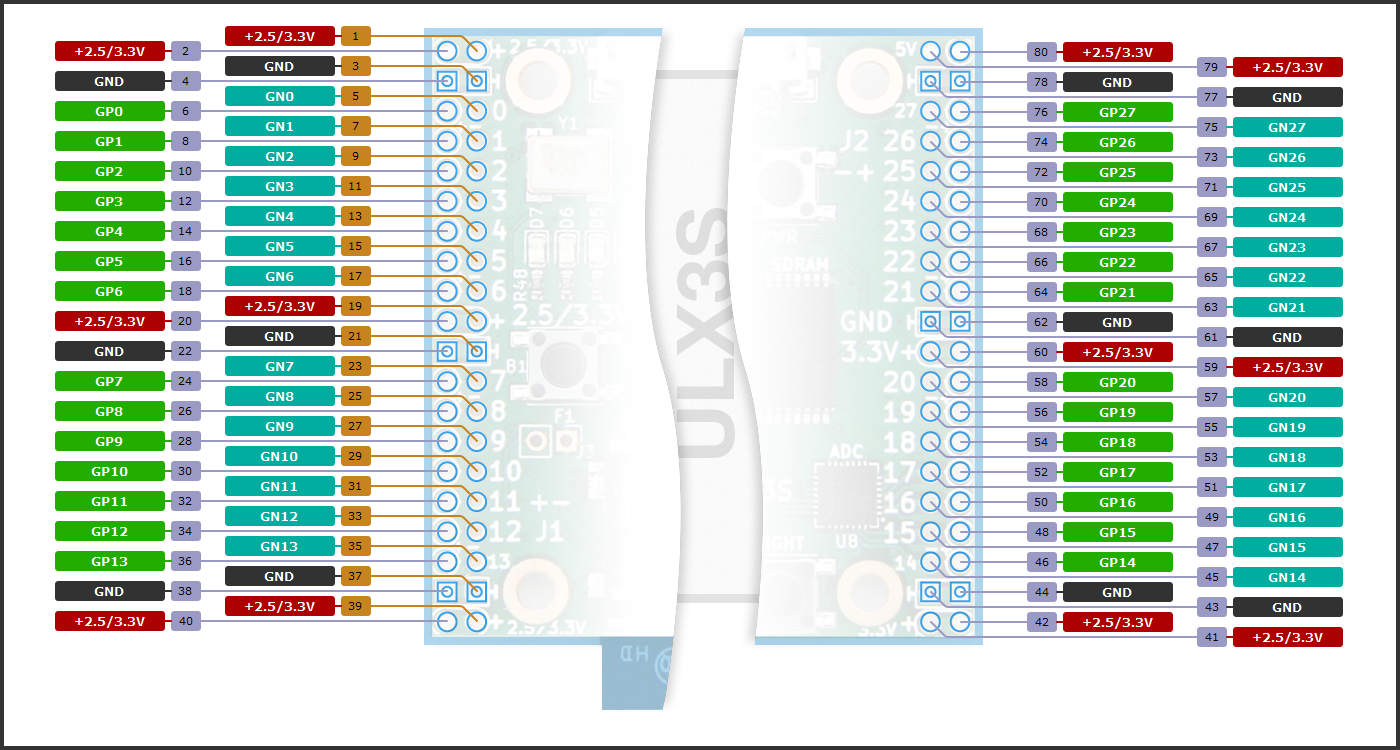 +2.5/3.3V 2
GND 4
GP0 6
GP1 8
GP2 10
GP3 12
GP4 14
GP5 16
GP6 18
+2.5/3.3V 20
GND 22
GP7 24
GP8 26
GP9 28
GP10 30
GP11 32
GP12 34
GP13 36
GND 38
+2.5/3.3V 40
+2.5/3.3V 1
GND 3
GN0 5
GN1 7
GN2 9
GN3 11
GN4 13
GN5 15
GN6 17
+2.5/3.3V 19
GND 21
GN7 23
GN8 25
GN9 27
GN10 29
GN11 31
GN12 33
GN13 35
GND 37
+2.5/3.3V 39
+2.5/3.3V
0
Y1
1
2
3
D7 D6 D5
4
5
6
R48
+2.5/3.3V
B1
7
8
F1
9
J3
10
11 +-
12 J1
13
+2.5/3.3V
HD
ULX3S
5V
27
J2 26
-+ 25
24
PWR
23
SDRAM
22
21
GND
3.3V+
20
19
18
ADC
17
16
15
U8
14
3.3V+
80 +2.5/3.3V
78 GND
76 GP27
74 GP26
72 GP25
70 GP24
68 GP23
66 GP22
64 GP21
62 GND
60 +2.5/3.3V
58 GP20
56 GP19
54 GP18
52 GP17
50 GP16
48 GP15
46 GP14
44 GND
42 +2.5/3.3V
79 +2.5/3.3V
77 GND
75 GN27
73 GN26
71 GN25
69 GN24
67 GN23
65 GN22
63 GN21
61 GND
59 +2.5/3.3V
57 GN20
55 GN19
53 GN18
51 GN17
49 GN16
47 GN15
45 GN14
43 GND
41 +2.5/3.3V